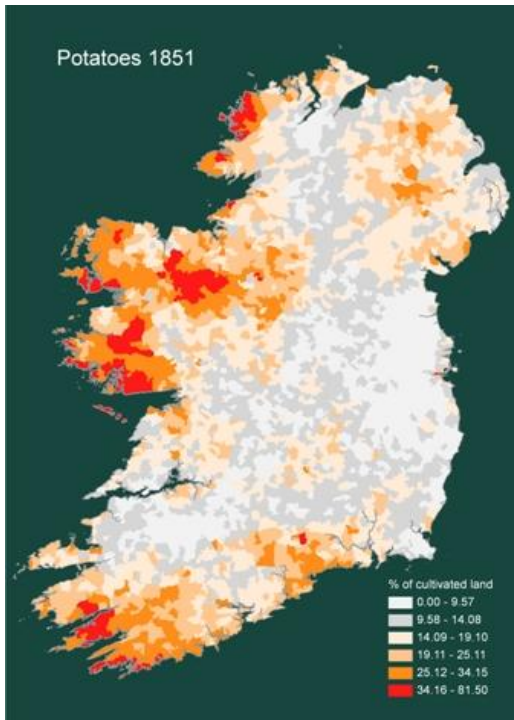 Potatoes 1851
% of cultivated land
0.00 - 9.57
9.58 - 14.08
14.09 - 19.10
19.11 - 25.11
25.12 - 34.15
34.16 - 81.50